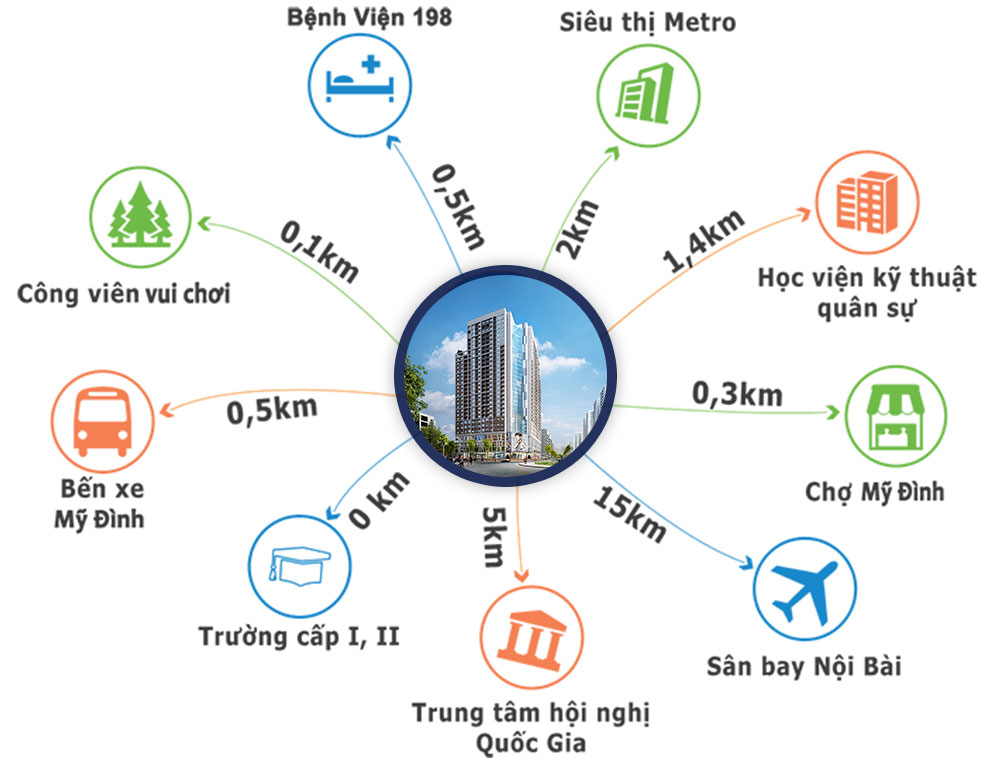 Bệnh Viện 198
Siêu thị Metro
0,5km
2km
1,4km
0,1km
Học viện kỹ thuật
quân sự
Công viên vui chơi
0,3km
0,5km
Bến xe
Mỹ Đình
Chợ Mỹ Đình
0 km
5km
15km
Trường cấp I, II
Sân bay Nội Bài
Trung tâm hội nghị
Quốc Gia